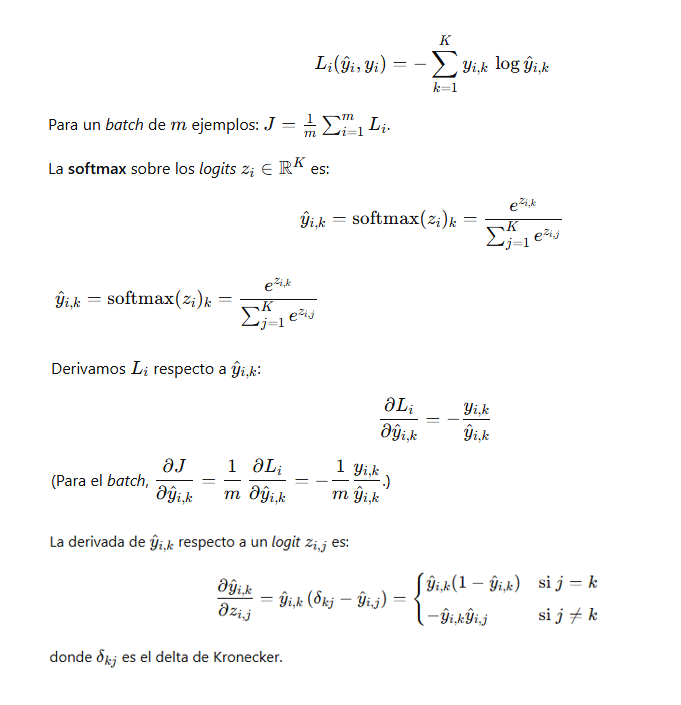 $$L_i(\hat{y}_i, y_i) = -\sum_{k=1}^{K} y_{i,k} \log \hat{y}_{i,k}$$
Para un batch de $m$ ejemplos: $J = \frac{1}{m} \sum_{i=1}^{m} L_i$.
La softmax sobre los logits $z_i \in \mathbb{R}^K$ es:
$$\hat{y}_{i,k} = \text{softmax}(z_i)_k = \frac{e^{z_{i,k}}}{\sum_{j=1}^{K} e^{z_{i,j}}}$$
$$\hat{y}_{i,k} = \text{softmax}(z_i)_k = \frac{e^{z_{i,k}}}{\sum_{j=1}^{K} e^{z_{i,j}}}$$
Derivamos $L_i$ respecto a $\hat{y}_{i,k}$:
$$\frac{\partial L_i}{\partial \hat{y}_{i,k}} = -\frac{y_{i,k}}{\hat{y}_{i,k}}$$
(Para el batch, $\frac{\partial J}{\partial \hat{y}_{i,k}} = \frac{1}{m} \frac{\partial L_i}{\partial \hat{y}_{i,k}} = -\frac{1}{m} \frac{y_{i,k}}{\hat{y}_{i,k}}$.)
La derivada de $\hat{y}_{i,k}$ respecto a un logit $z_{i,j}$ es:
$$\frac{\partial \hat{y}_{i,k}}{\partial z_{i,j}} = \hat{y}_{i,k} (\delta_{kj} - \hat{y}_{i,j}) = \begin{cases} \hat{y}_{i,k}(1 - \hat{y}_{i,k}) & \text{si } j = k \\ -\hat{y}_{i,k}\hat{y}_{i,j} & \text{si } j \neq k \end{cases}$$
donde $\delta_{kj}$ es el delta de Kronecker.